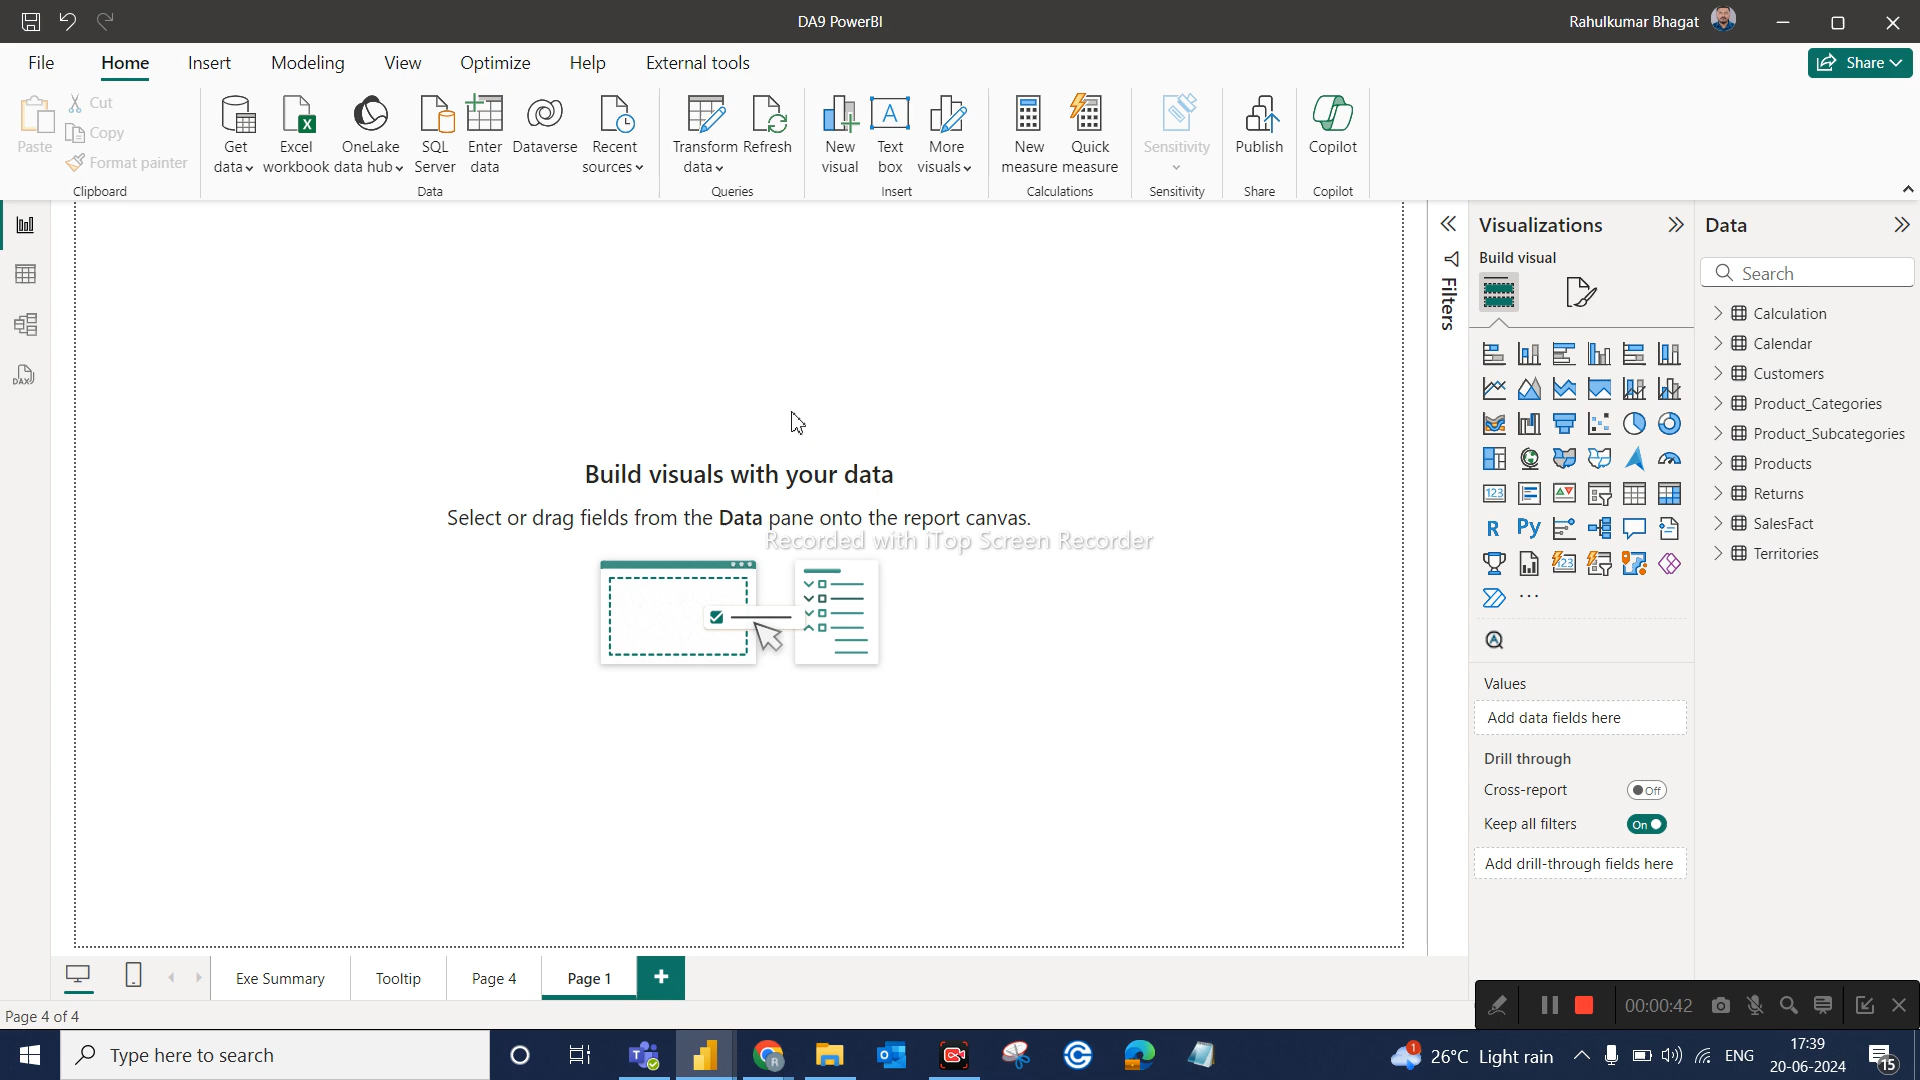 DA9 PowerBI
Rahulkumar Bhagat
File Home Insert Modeling View Optimize Help External tools
Share
Paste
Cut
Copy
Format painter
Clipboard
Get data
Excel workbook
OneLake data hub
SQL Server
Enter data
Dataverse
Recent sources
Data
Transform data
Refresh
Queries
New visual
A
Text box
More visuals
Insert
New measure
Quick measure
Calculations
Sensitivity
Sensitivity
Publish
Share
Copilot
Copilot
DAX
Build visuals with your data
Select or drag fields from the Data pane onto the report canvas.
Recorded with iTop Screen Recorder
Filters
Visualizations
Build visual
123
R
Py
123
Values
Add data fields here
Drill through
Cross-report
Off
Keep all filters
On
Add drill-through fields here
Data
Search
Calculation
Calendar
Customers
Product_Categories
Product_Subcategories
Products
Returns
SalesFact
Territories
Exe Summary
Tooltip
Page 4
Page 1
Page 4 of 4
00:00:42
Type here to search
1
26°C Light rain
ENG
17:39
20-06-2024
15